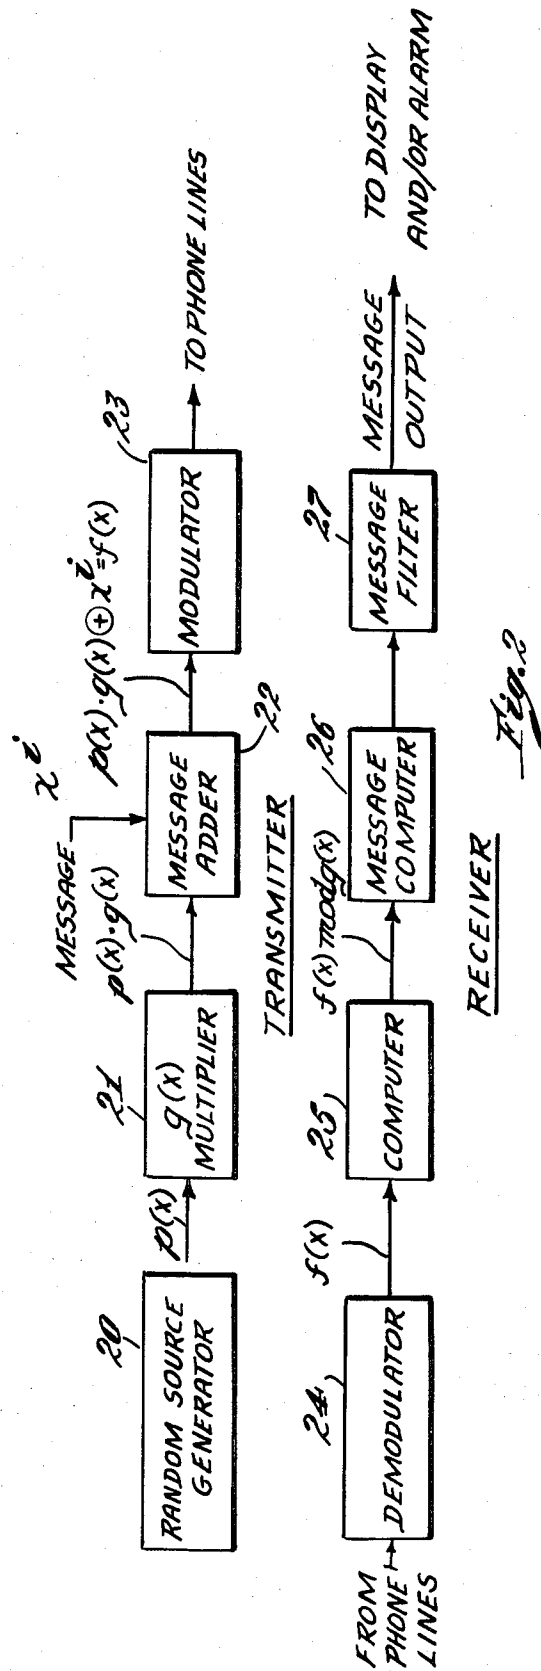 20
RANDOM SOURCE
GENERATOR
p(x)
21
g(x)
MULTIPLIER
p(x)·g(x)
MESSAGE
x^i
MESSAGE
ADDER
22
p(x)·g(x)⊕x^i=f(x)
23
MODULATOR
TO PHONE LINES
TRANSMITTER
FROM
PHONE
LINES
24
DEMODULATOR
f(x)
25
COMPUTER
f(x)modg(x)
26
MESSAGE
COMPUTER
27
MESSAGE
FILTER
MESSAGE
OUTPUT
TO DISPLAY
AND/OR ALARM
RECEIVER
Fig.2